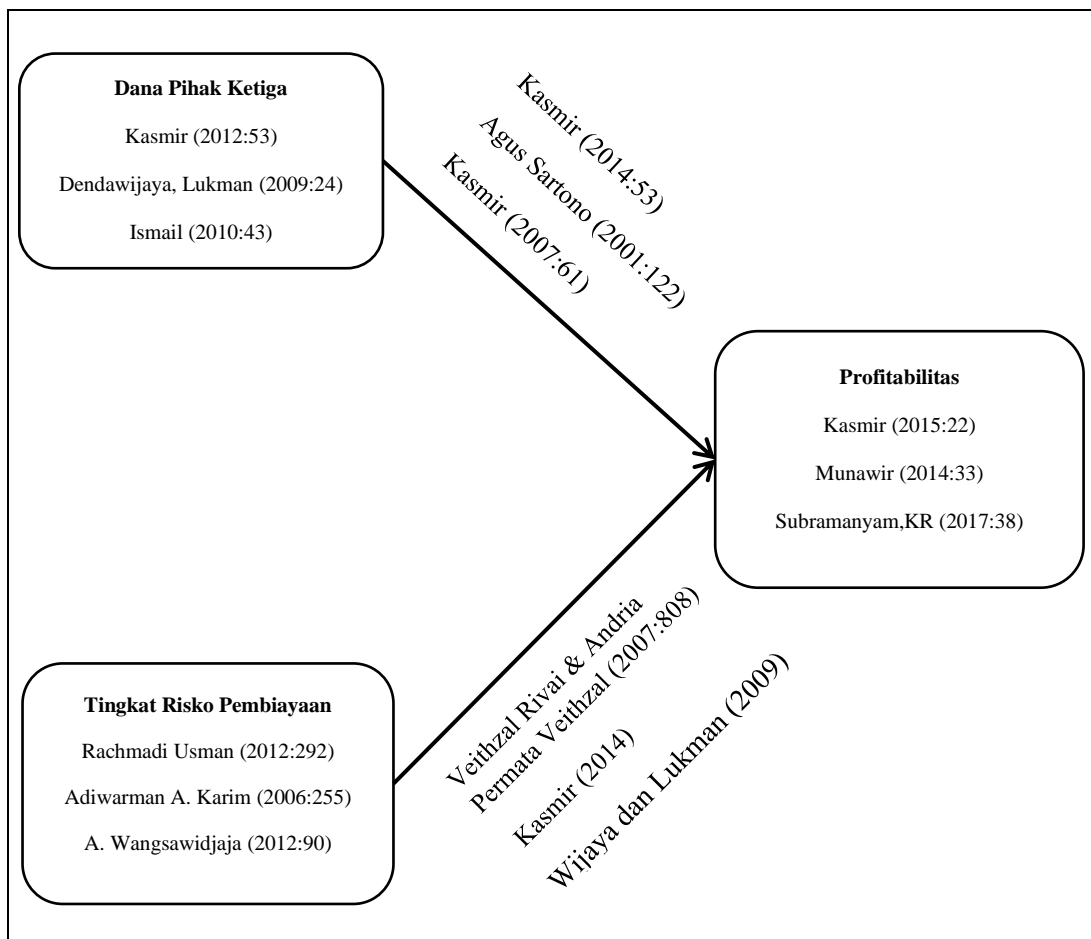 Dana Pihak Ketiga
Kasmir (2012:53)
Dendawijaya, Lukman (2009:24)
Ismail (2010:43)
Kasmir (2014:53)
Agus Sartono (2001:122)
Kasmir (2007:61)
Profitabilitas
Kasmir (2015:22)
Munawir (2014:33)
Subramanyam,KR (2017:38)
Tingkat Risko Pembiayaan
Rachmadi Usman (2012:292)
Adiwarman A. Karim (2006:255)
A. Wangsawidjaja (2012:90)
Veithzal Rivai & Andria
Permata Veithzal (2007:808)
Kasmir (2014)
Wijaya dan Lukman (2009)